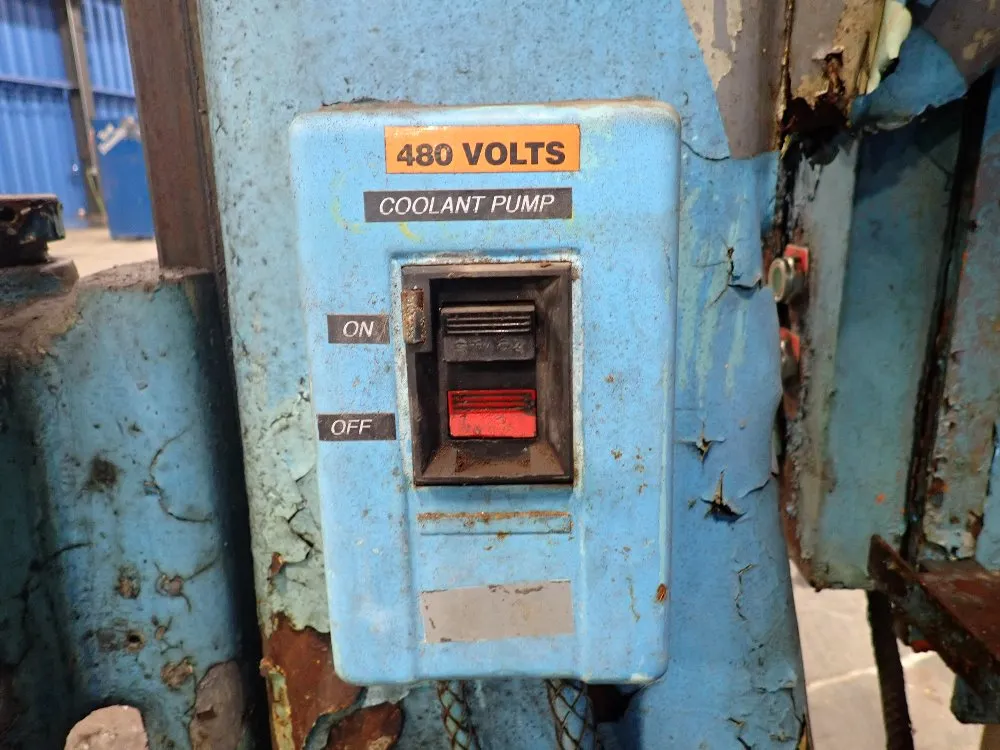 480 VOLTS
COOLANT PUMP
ON
OFF